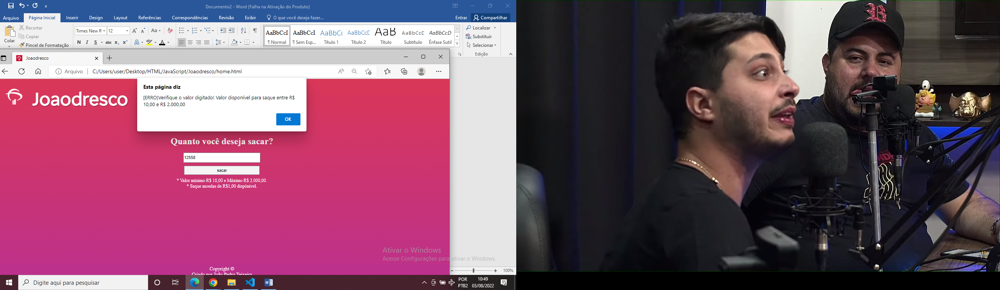 Documento2 - Word (Falha na Ativação do Produto)
Arquivo Página Inicial Inserir Design Layout Referências Correspondências Revisão Exibir O que você deseja fazer... Entrar Compartilhar
Colar
Recortar
Copiar
Pincel de Formatação
Times New R 12
Aa
N I S abc x₂ x² A ab A
AaBbCcI AaBbCcI AaBbCc AaBbCcC AaB AaBbCcC AaBbCcD
¶ Normal ¶ Sem Esp... Título 1 Título 2 Título Subtítulo Ênfase Sutil
Localizar
Substituir
Selecionar
Edição
Joaodresco
Arquivo C:/Users/user/Desktop/HTML/JavaScript/Joaodresco/home.html
Joaodresco
Esta página diz
[ERRO}Verifique o valor digitado! Valor disponível para saque entre R$
10,00 e R$ 2.000,00
OK
Quanto você deseja sacar?
12558
sacar
* Valor mínimo R$ 10,00 e Máximo R$ 2.000,00.
* Saque moedas de R$1,00 dispónivel.
Ativar o Windows
Acesse Configurações para ativar o Windows.
Copyright ©
Criado por João Pedro Teixeira
100%
Digite aqui para pesquisar
POR
PTB2
10:49
03/08/2022
B